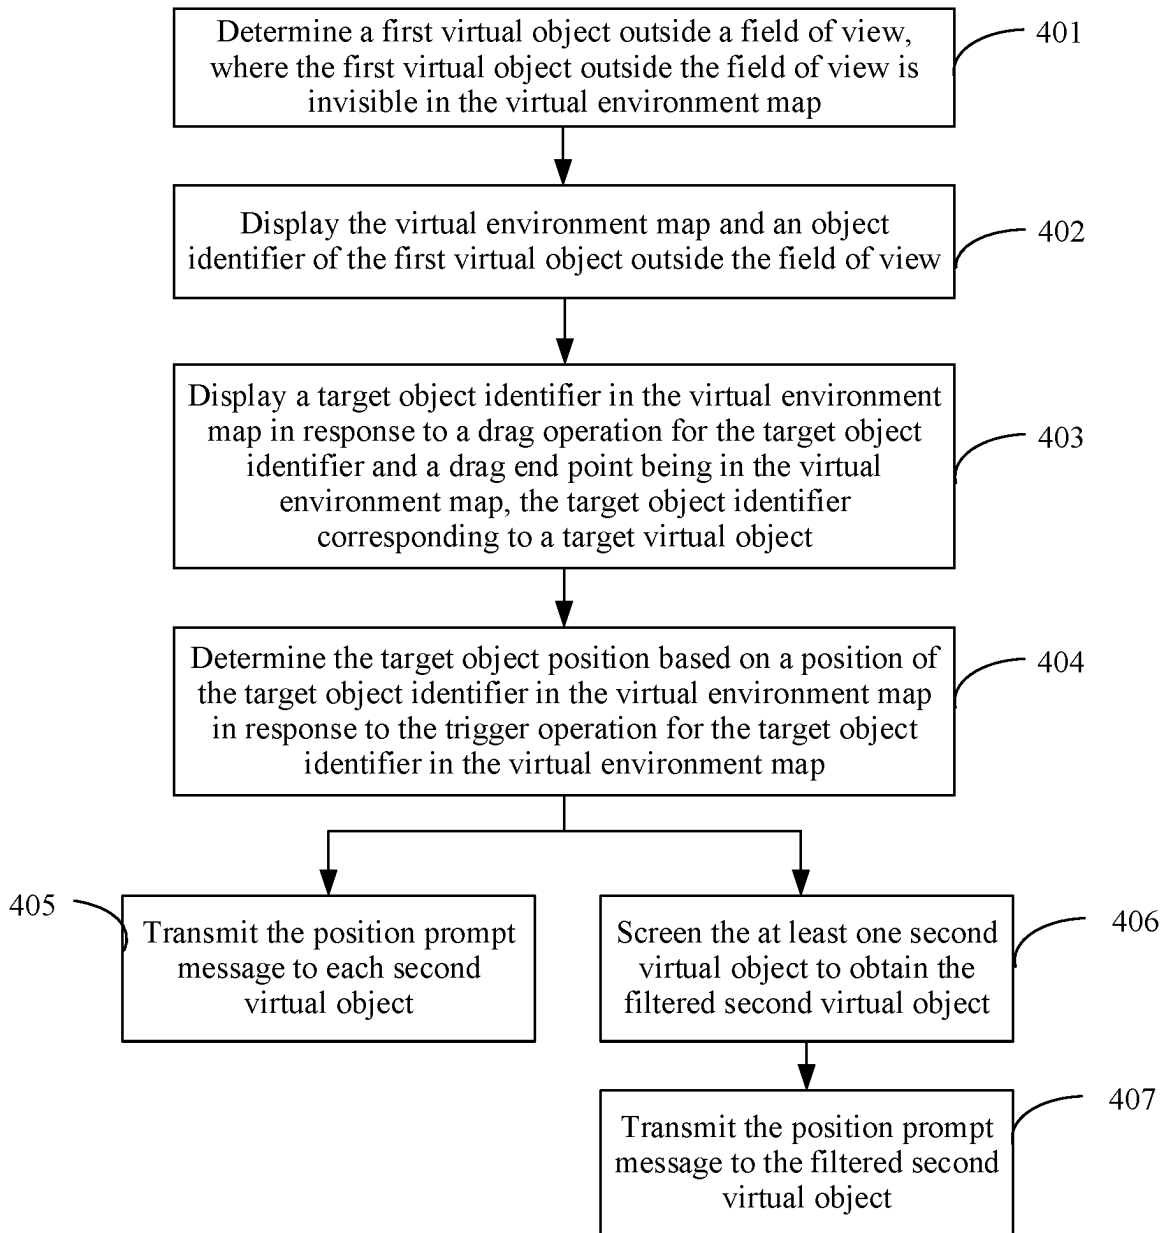 Determine a first virtual object outside a field of view,
where the first virtual object outside the field of view is
invisible in the virtual environment map
401
Display the virtual environment map and an object
identifier of the first virtual object outside the field of view
402
Display a target object identifier in the virtual environment
map in response to a drag operation for the target object
identifier and a drag end point being in the virtual
environment map, the target object identifier
corresponding to a target virtual object
403
Determine the target object position based on a position of
the target object identifier in the virtual environment map
in response to the trigger operation for the target object
identifier in the virtual environment map
404
405
Transmit the position prompt
message to each second
virtual object
Screen the at least one second
virtual object to obtain the
filtered second virtual object
406
Transmit the position prompt
message to the filtered second
virtual object
407